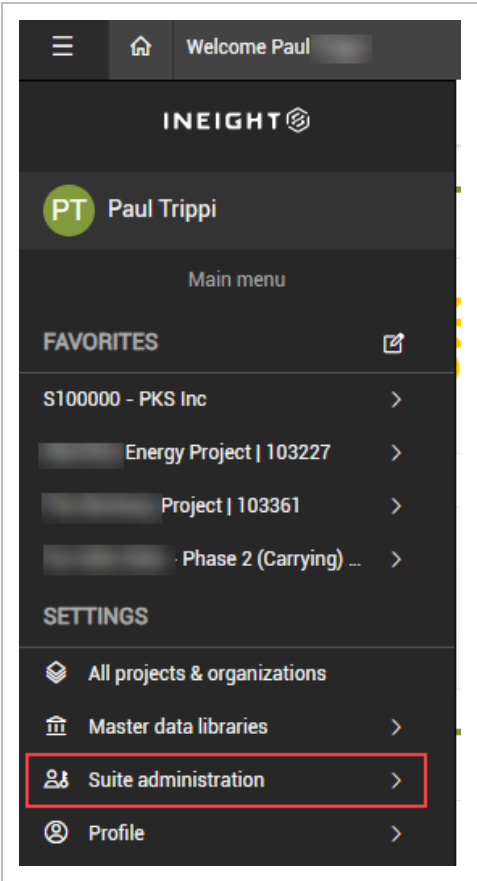 Welcome Paul
INEIGHT
PT Paul Trippi
Main menu
FAVORITES
S100000 - PKS Inc
Energy Project | 103227
Project | 103361
- Phase 2 (Carrying) ...
SETTINGS
All projects & organizations
Master data libraries
Suite administration
Profile